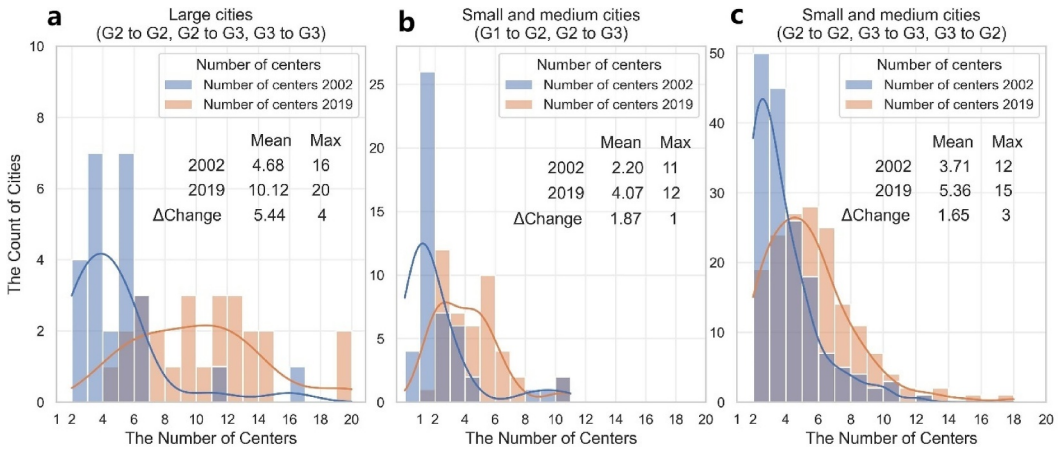 a
Large cities
(G2 to G2, G2 to G3, G3 to G3)
Number of centers
Number of centers 2002
Number of centers 2019
Mean Max
2002 4.68 16
2019 10.12 20
ΔChange 5.44 4
The Count of Cities
10
8
6
4
2
0
1 2 4 6 8 10 12 14 16 18 20
The Number of Centers
b
Small and medium cities
(G1 to G2, G2 to G3)
Number of centers
Number of centers 2002
Number of centers 2019
Mean Max
2002 2.20 11
2019 4.07 12
ΔChange 1.87 1
25
20
15
10
5
0
1 2 4 6 8 10 12 14 16 18 20
The Number of Centers
c
Small and medium cities
(G2 to G2, G3 to G3, G3 to G2)
Number of centers
Number of centers 2002
Number of centers 2019
Mean Max
2002 3.71 12
2019 5.36 15
ΔChange 1.65 3
50
40
30
20
10
0
1 2 4 6 8 10 12 14 16 18 20
The Number of Centers